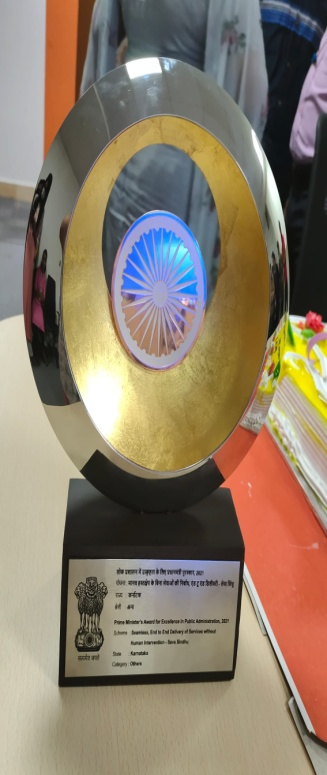 लोक प्रशासन में उत्कृष्टता के लिए प्रधानमंत्री पुरस्कार, 2021
योजना : मानव हस्तक्षेप के बिना सेवाओं की निर्बाध, एंड टू एंड डिलीवरी - सेवा सिंधु
राज्य : कर्नाटक
श्रेणी : अन्य
Prime Minister's Award for Excellence in Public Administration, 2021
Scheme : Seamless, End to End Delivery of Services without
Human Intervention - Seva Sindhu
State : Karnataka
Category : Others
सत्यमेव जयते